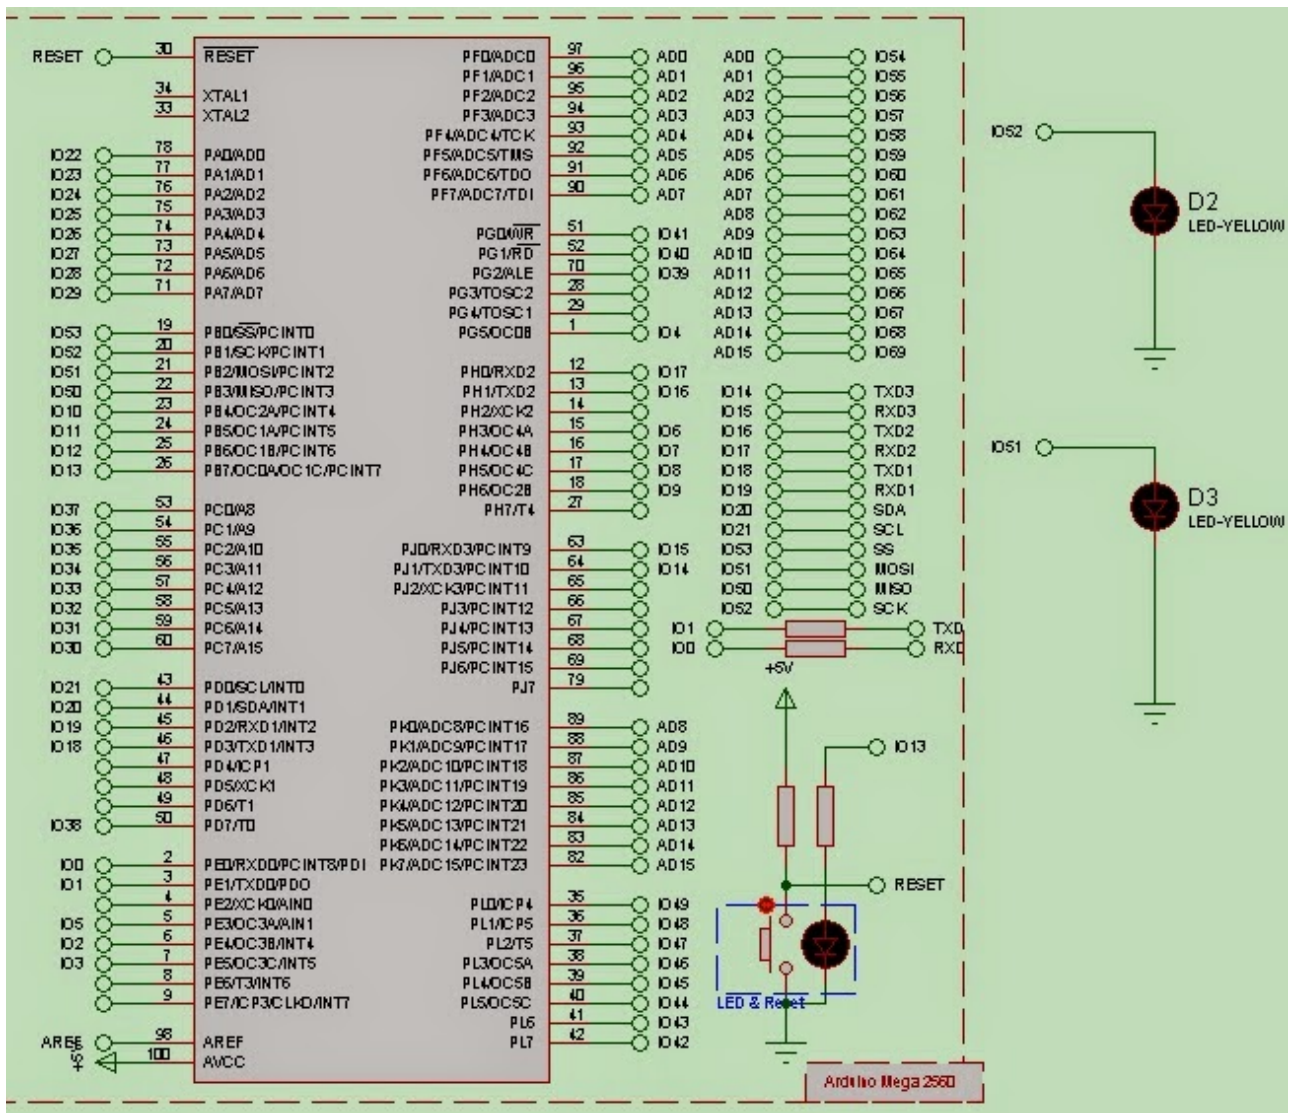 RESET 30 RESET PF0/ADC0 97 AD0 AD0 IO54
PF1/ADC1 96 AD1 AD1 IO55
34 XTAL1 PF2/ADC2 95 AD2 AD2 IO56
33 XTAL2 PF3/ADC3 94 AD3 AD3 IO57
PF4/ADC4/TCK 93 AD4 AD4 IO58
IO22 78 PA0/AD0 PF5/ADC5/TMS 92 AD5 AD5 IO59
IO23 77 PA1/AD1 PF6/ADC6/TDO 91 AD6 AD6 IO60
IO24 76 PA2/AD2 PF7/ADC7/TDI 90 AD7 AD7 IO61
IO25 75 PA3/AD3 AD8 IO62
IO26 74 PA4/AD4 PG0/WR 51 IO41 AD9 IO63
IO27 73 PA5/AD5 PG1/RD 52 IO40 AD10 IO64
IO28 72 PA6/AD6 PG2/ALE 70 IO39 AD11 IO65
IO29 71 PA7/AD7 PG3/TOSC2 28 AD12 IO66
PG4/TOSC1 29 AD13 IO67
IO53 19 PB0/SS/PCINT0 PG5/OC0B 1 IO4 AD14 IO68
IO52 20 PB1/SCK/PCINT1 AD15 IO69
IO51 21 PB2/MOSI/PCINT2 PH0/RXD2 12 IO17
IO50 22 PB3/MISO/PCINT3 PH1/TXD2 13 IO16 IO14 TXD3
IO10 23 PB4/OC2A/PCINT4 PH2/XCK2 14 IO15 RXD3
IO11 24 PB5/OC1A/PCINT5 PH3/OC4A 15 IO6 IO16 TXD2
IO12 25 PB6/OC1B/PCINT6 PH4/OC4B 16 IO7 IO17 RXD2
IO13 26 PB7/OC0A/OC1C/PCINT7 PH5/OC4C 17 IO8 IO18 TXD1
PH6/OC2B 18 IO9 IO19 RXD1
IO37 53 PC0/A8 PH7/T4 27 IO20 SDA
IO36 54 PC1/A9 IO21 SCL
IO35 55 PC2/A10 PJ0/RXD3/PCINT9 63 IO15 IO53 SS
IO34 56 PC3/A11 PJ1/TXD3/PCINT10 64 IO14 IO51 MOSI
IO33 57 PC4/A12 PJ2/XCK3/PCINT11 65 IO50 MISO
IO32 58 PC5/A13 PJ3/PCINT12 66 IO52 SCK
IO31 59 PC6/A14 PJ4/PCINT13 67 IO1 TXD
IO30 60 PC7/A15 PJ5/PCINT14 68 IO0 RXD
PJ6/PCINT15 69 +5V
IO21 43 PD0/SCL/INT0 PJ7 79
IO20 44 PD1/SDA/INT1
IO19 45 PD2/RXD1/INT2 PK0/ADC8/PCINT16 89 AD8
IO18 46 PD3/TXD1/INT3 PK1/ADC9/PCINT17 88 AD9 IO13
47 PD4/ICP1 PK2/ADC10/PCINT18 87 AD10
48 PD5/XCK1 PK3/ADC11/PCINT19 86 AD11
49 PD6/T1 PK4/ADC12/PCINT20 85 AD12
IO38 50 PD7/T0 PK5/ADC13/PCINT21 84 AD13
PK6/ADC14/PCINT22 83 AD14
IO0 2 PE0/RXD0/PCINT8/PDI PK7/ADC15/PCINT23 82 AD15
IO1 3 PE1/TXD0/PDO RESET
4 PE2/XCK0/AIN0 PL0/ICP4 35 IO49
IO5 5 PE3/OC3A/AIN1 PL1/ICP5 36 IO48
IO2 6 PE4/OC3B/INT4 PL2/T5 37 IO47
IO3 7 PE5/OC3C/INT5 PL3/OC5A 38 IO46
8 PE6/T3/INT6 PL4/OC5B 39 IO45
9 PE7/ICP3/CLKO/INT7 PL5/OC5C 40 IO44 LED & Reset
PL6 41 IO43
AREF 98 AREF PL7 42 IO42
100 AVCC
Arduino Mega 2560
IO52
D2
LED-YELLOW
IO51
D3
LED-YELLOW